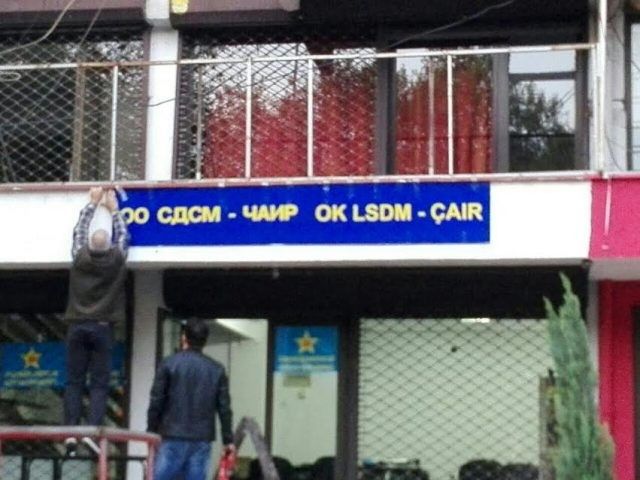 ОО СДСМ - ЧАИР OK LSDM - ÇAIR